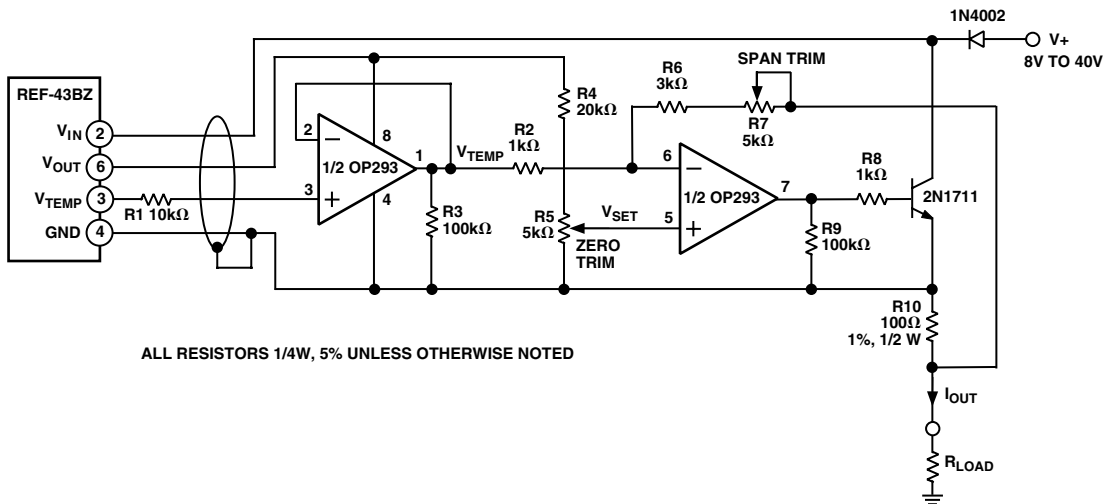 1N4002
V+
8V TO 40V
SPAN TRIM
R6
3kΩ
R7
5kΩ
REF-43BZ
R4
20kΩ
R2
1kΩ
VIN 2
VOUT 6
VTEMP 3
GND 4
R1 10kΩ
2
8
1/2 OP293
1
3
4
VTEMP
R3
100kΩ
R5
5kΩ
VSET
ZERO
TRIM
6
1/2 OP293
7
5
R8
1kΩ
2N1711
R9
100kΩ
R10
100Ω
1%, 1/2 W
ALL RESISTORS 1/4W, 5% UNLESS OTHERWISE NOTED
IOUT
RLOAD